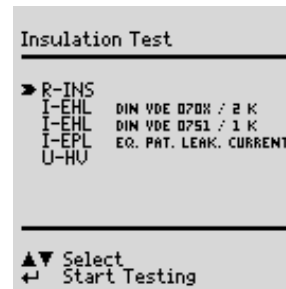 Insulation Test
R-INS
I-EHL DIN VDE 070X / 2 K
I-EHL DIN VDE 0751 / 1 K
I-EPL EQ. PAT. LEAK. CURRENT
U-HV
▲▼ Select
↵ Start Testing